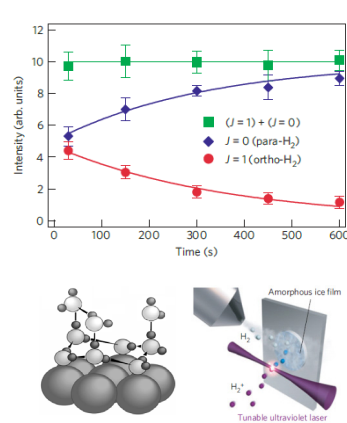 12
10
8
6
4
2
0
Intensity (arb. units)
(J = 1) + (J = 0)
J = 0 (para-H₂)
J = 1 (ortho-H₂)
0 100 200 300 400 500 600
Time (s)
Amorphous ice film
H₂
H₂⁺
Tunable ultraviolet laser